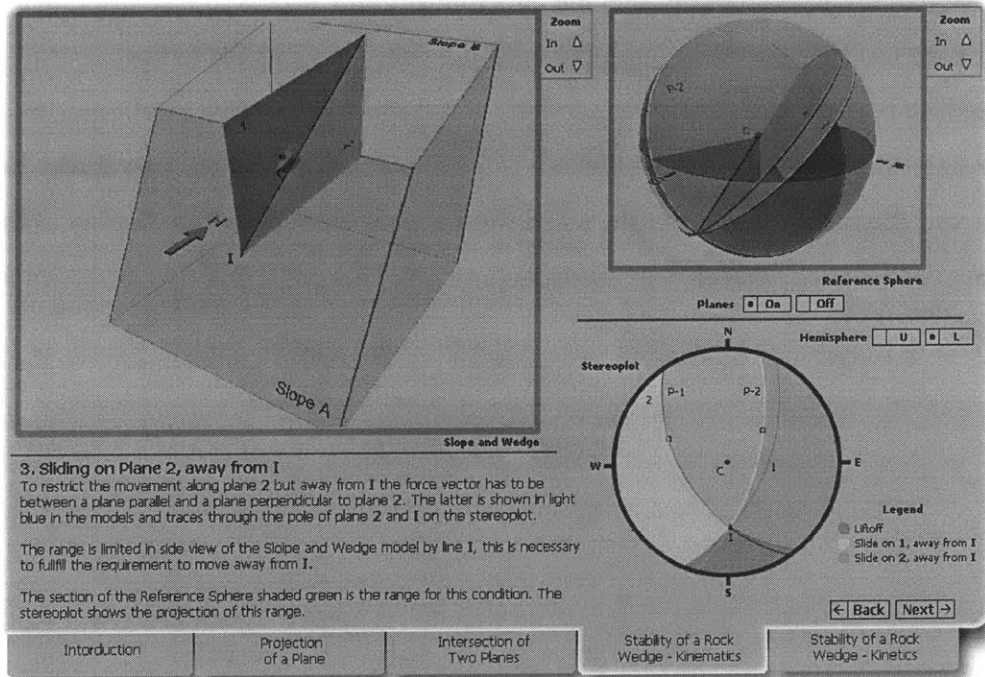 Slope B
Zoom
In △
Out ▽
1
2
N
I
Slope A
Slope and Wedge
P-2
Zoom
In △
Out ▽
Reference Sphere
Planes On Off
Hemisphere U L
Stereoplot
N
2 P-1 P-2
W C 1 E
I
S
Legend
Liftoff
Slide on 1, away from I
Slide on 2, away from I
3. Sliding on Plane 2, away from I
To restrict the movement along plane 2 but away from I the force vector has to be
between a plane parallel and a plane perpendicular to plane 2. The latter is shown in light
blue in the models and traces through the pole of plane 2 and I on the stereoplot.
The range is limited in side view of the Sloipe and Wedge model by line I, this is necessary
to fullfill the requirement to move away from I.
The section of the Reference Sphere shaded green is the range for this condition. The
stereoplot shows the projection of this range.
← Back Next →
Intorduction
Projection
of a Plane
Intersection of
Two Planes
Stability of a Rock
Wedge - Kinematics
Stability of a Rock
Wedge - Kinetics